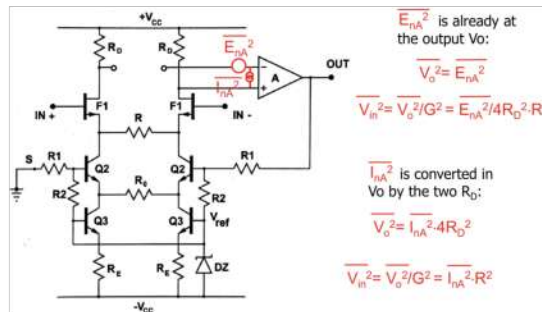 +Vcc
RD
RD
EnA²
InA²
A
OUT
F1
F1
IN +
IN -
R
S
R1
R1
Q2
Q2
R2
R0
R2
Q3
Q3
Vref
RE
RE
DZ
-Vcc
EnA² is already at
the output Vo:
Vo² = EnA²
Vin² = Vo²/G² = EnA²/4RD²·R
InA² is converted in
Vo by the two RD:
Vo² = InA²·4RD²
Vin² = Vo²/G² = InA²·R²